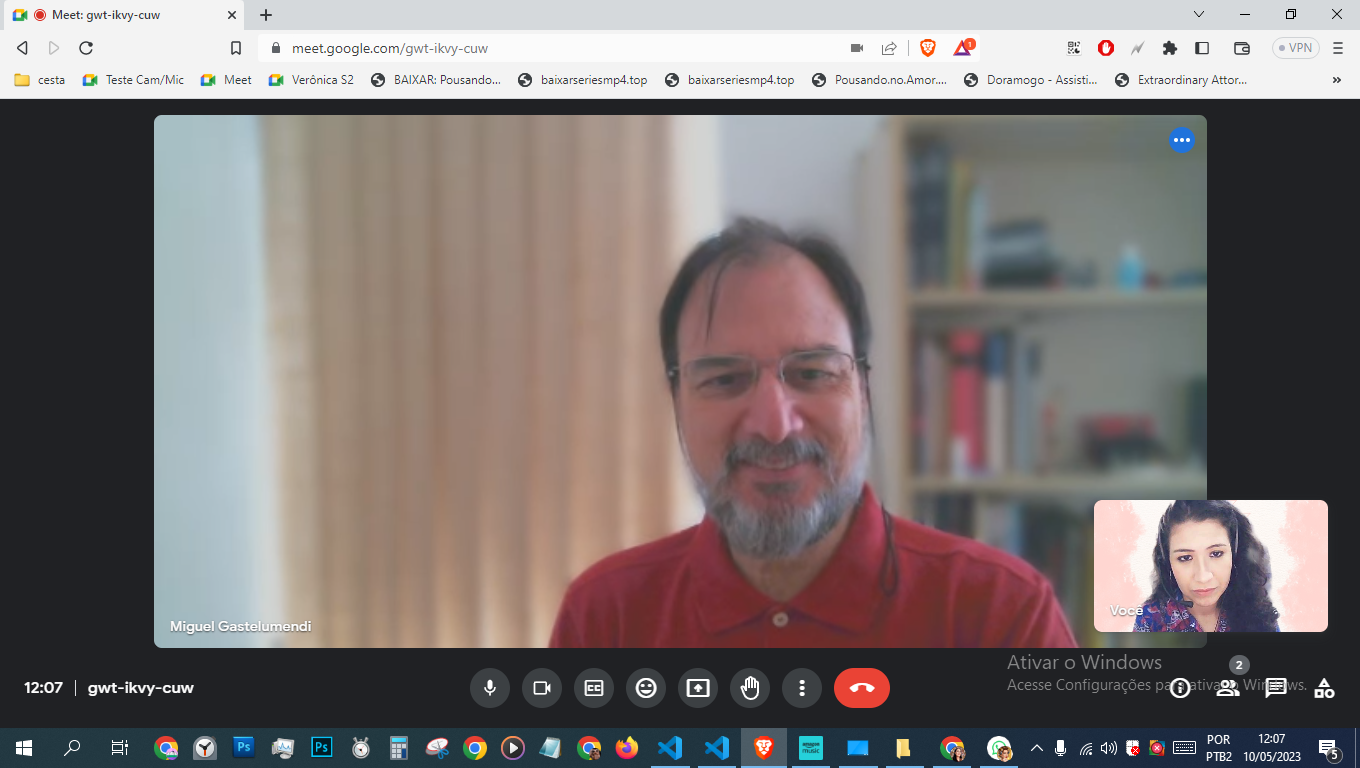 Meet: gwt-ikvy-cuw
meet.google.com/gwt-ikvy-cuw
1
VPN
cesta
Teste Cam/Mic
Meet
Verônica S2
BAIXAR: Pousando...
baixarseriesmp4.top
baixarseriesmp4.top
Pousando.no.Amor....
Doramogo - Assisti...
Extraordinary Attor...
»
Miguel Gastelumendi
Você
Ativar o Windows
Acesse Configurações para ativar o Windows.
2
12:07 | gwt-ikvy-cuw
CC
Ps
Ps
amazon music
POR
PTB2
12:07
10/05/2023
5